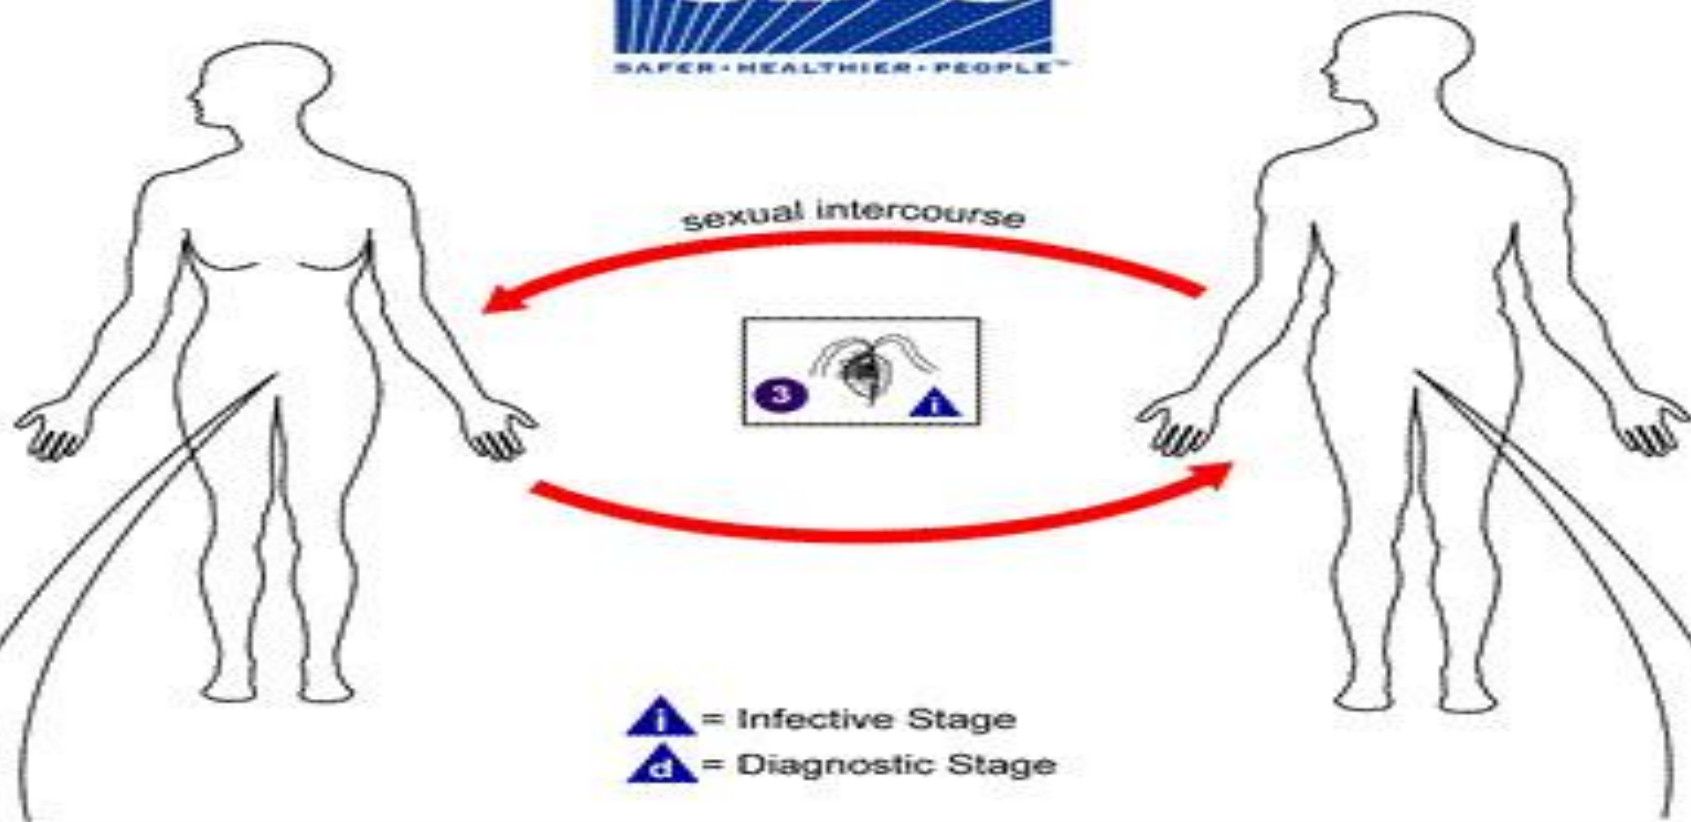 SAFER • HEALTHIER • PEOPLE™
sexual intercourse
3
i
i = Infective Stage
d = Diagnostic Stage